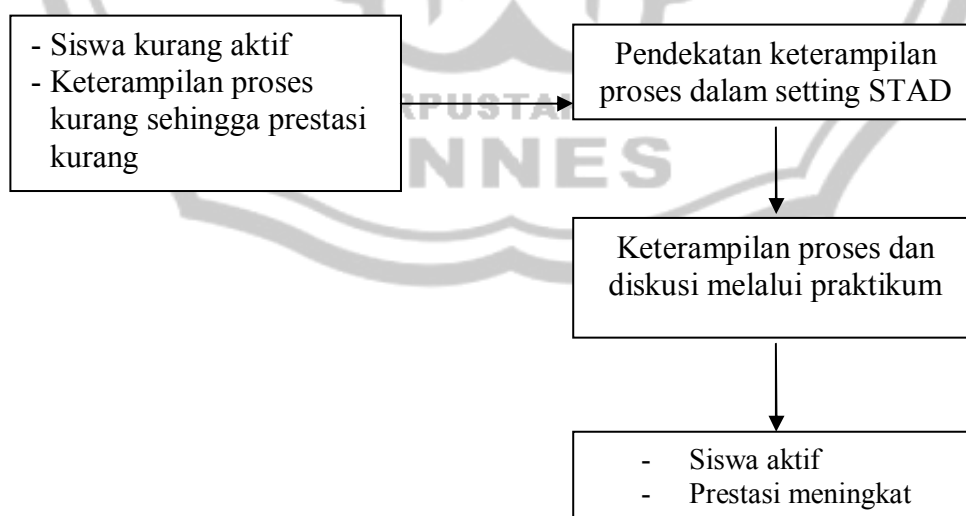 - Siswa kurang aktif
- Keterampilan proses
kurang sehingga prestasi
kurang
Pendekatan keterampilan
proses dalam setting STAD
Keterampilan proses dan
diskusi melalui praktikum
- Siswa aktif
- Prestasi meningkat